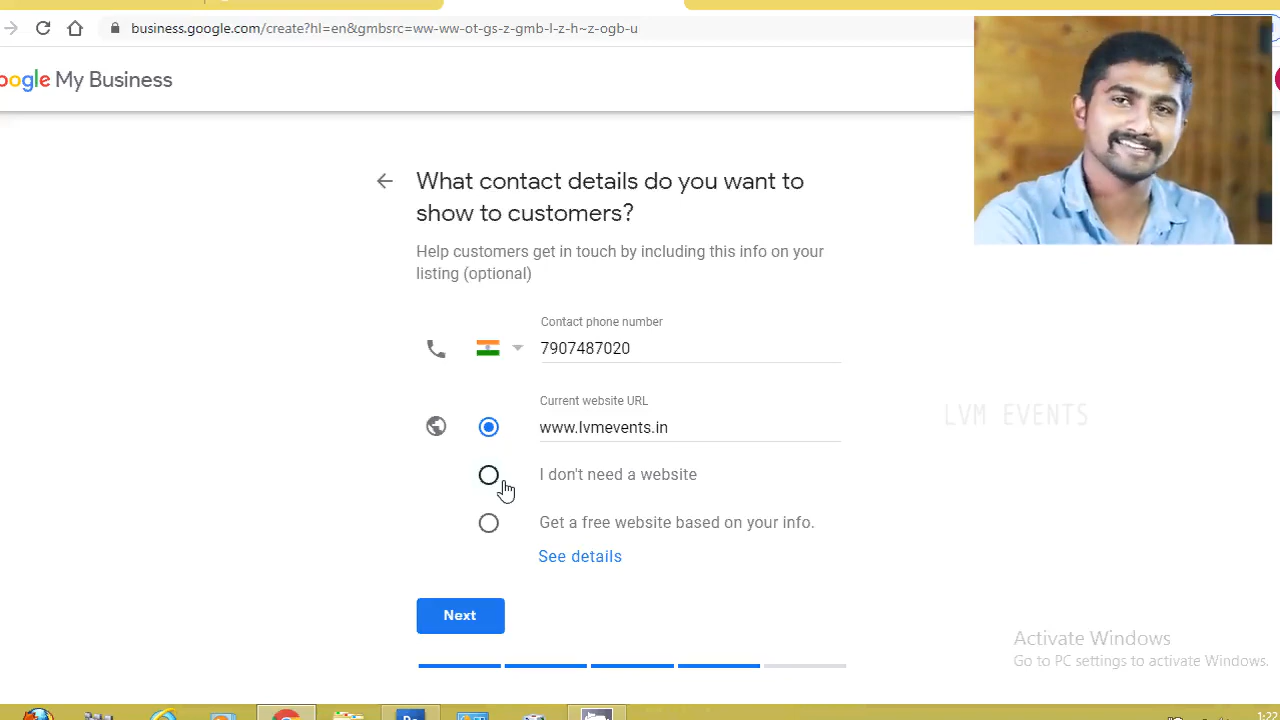 business.google.com/create?hl=en&gmbsrc=ww-ww-ot-gs-z-gmb-l-z-h~z-ogb-u
oogle My Business
What contact details do you want to
show to customers?
Help customers get in touch by including this info on your
listing (optional)
Contact phone number
7907487020
Current website URL
www.lvmevents.in
LVM EVENTS
I don't need a website
Get a free website based on your info.
See details
Next
Activate Windows
Go to PC settings to activate Windows.